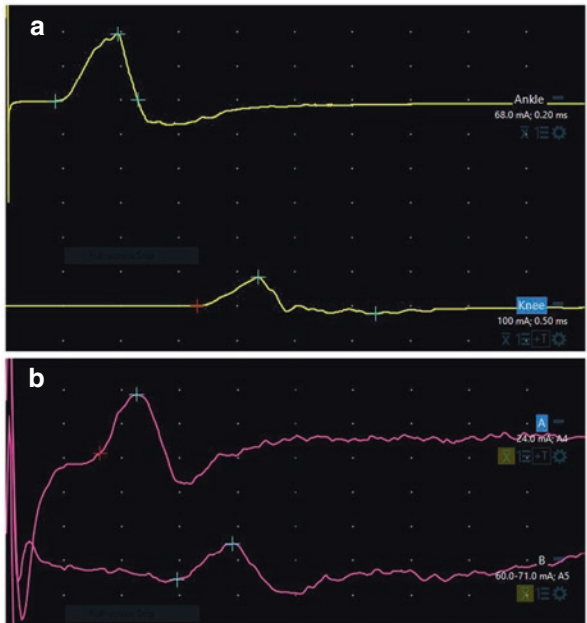 a
Ankle
68.0 mA; 0.20 ms
Knee
100 mA; 0.50 ms
+T
b
A
24.0 mA; A4
+T
B
60.0-71.0 mA; A5